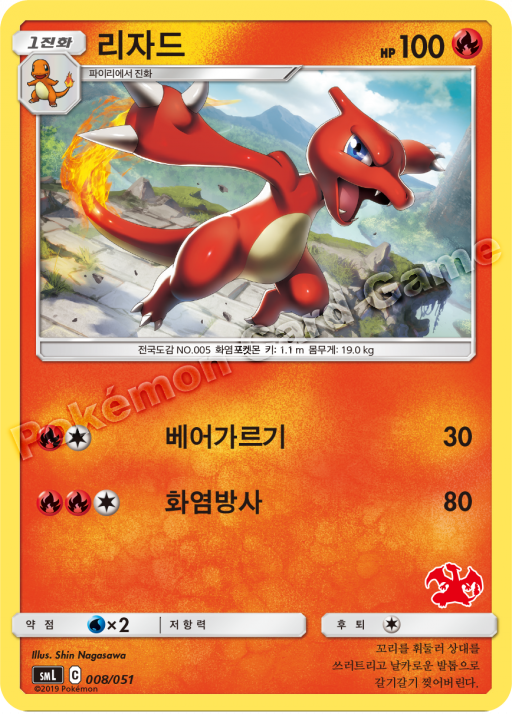 1진화
리자드
HP 100
파이리에서 진화
전국도감 NO.005 화염포켓몬 키: 1.1 m 몸무게: 19.0 kg
Pokémon Card Game
베어가르기 30
화염방사 80
약점 ×2 저항력 후퇴
Illus. Shin Nagasawa
꼬리를 휘둘러 상대를
쓰러트리고 날카로운 발톱으로
갈기갈기 찢어버린다.
smL C 008/051
©2019 Pokémon